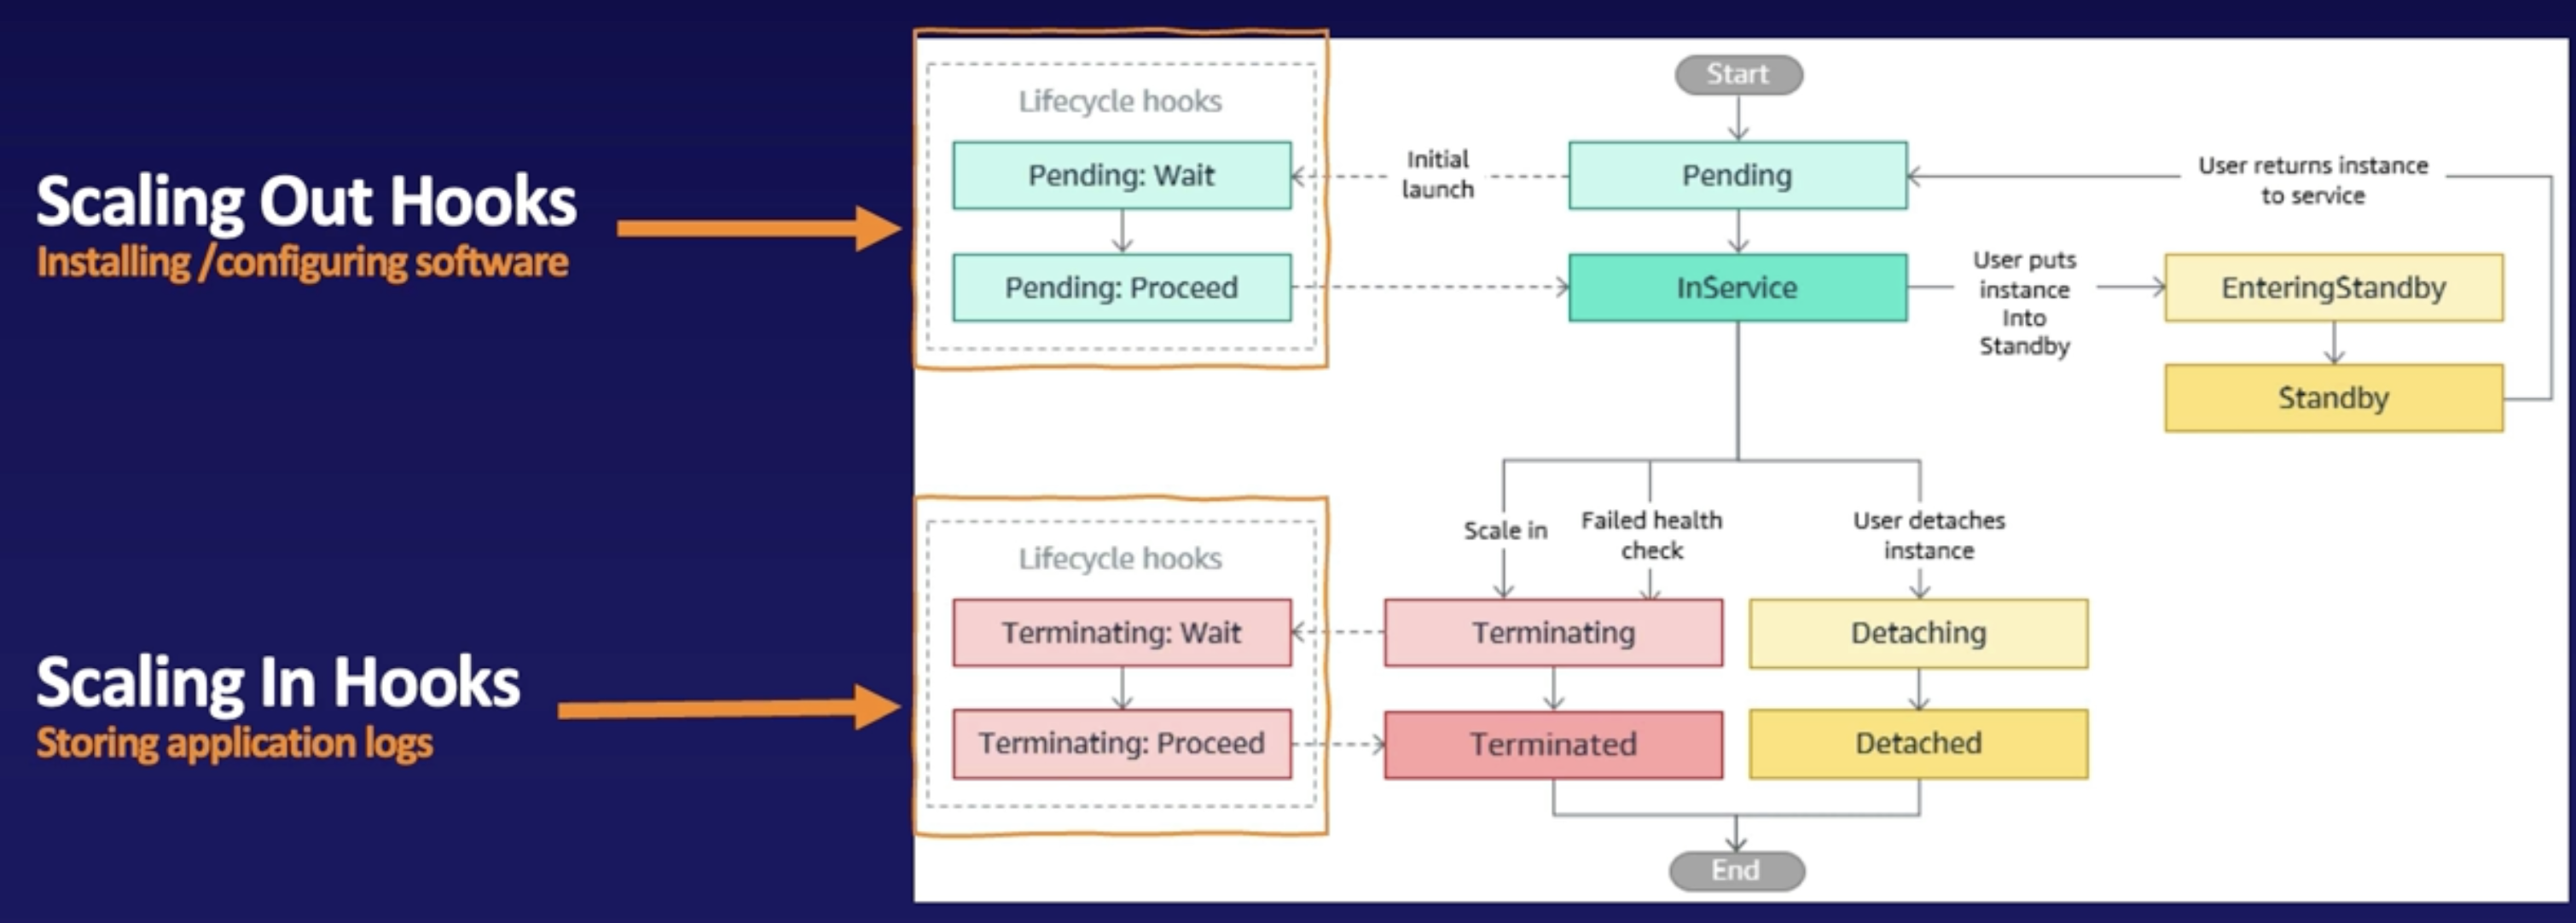 Scaling Out Hooks
Installing /configuring software
Scaling In Hooks
Storing application logs
Lifecycle hooks
Pending: Wait
Pending: Proceed
Initial
launch
Start
Pending
InService
User returns instance
to service
User puts
instance
Into
Standby
EnteringStandby
Standby
Scale in
Failed health
check
User detaches
instance
Lifecycle hooks
Terminating: Wait
Terminating: Proceed
Terminating
Terminated
Detaching
Detached
End